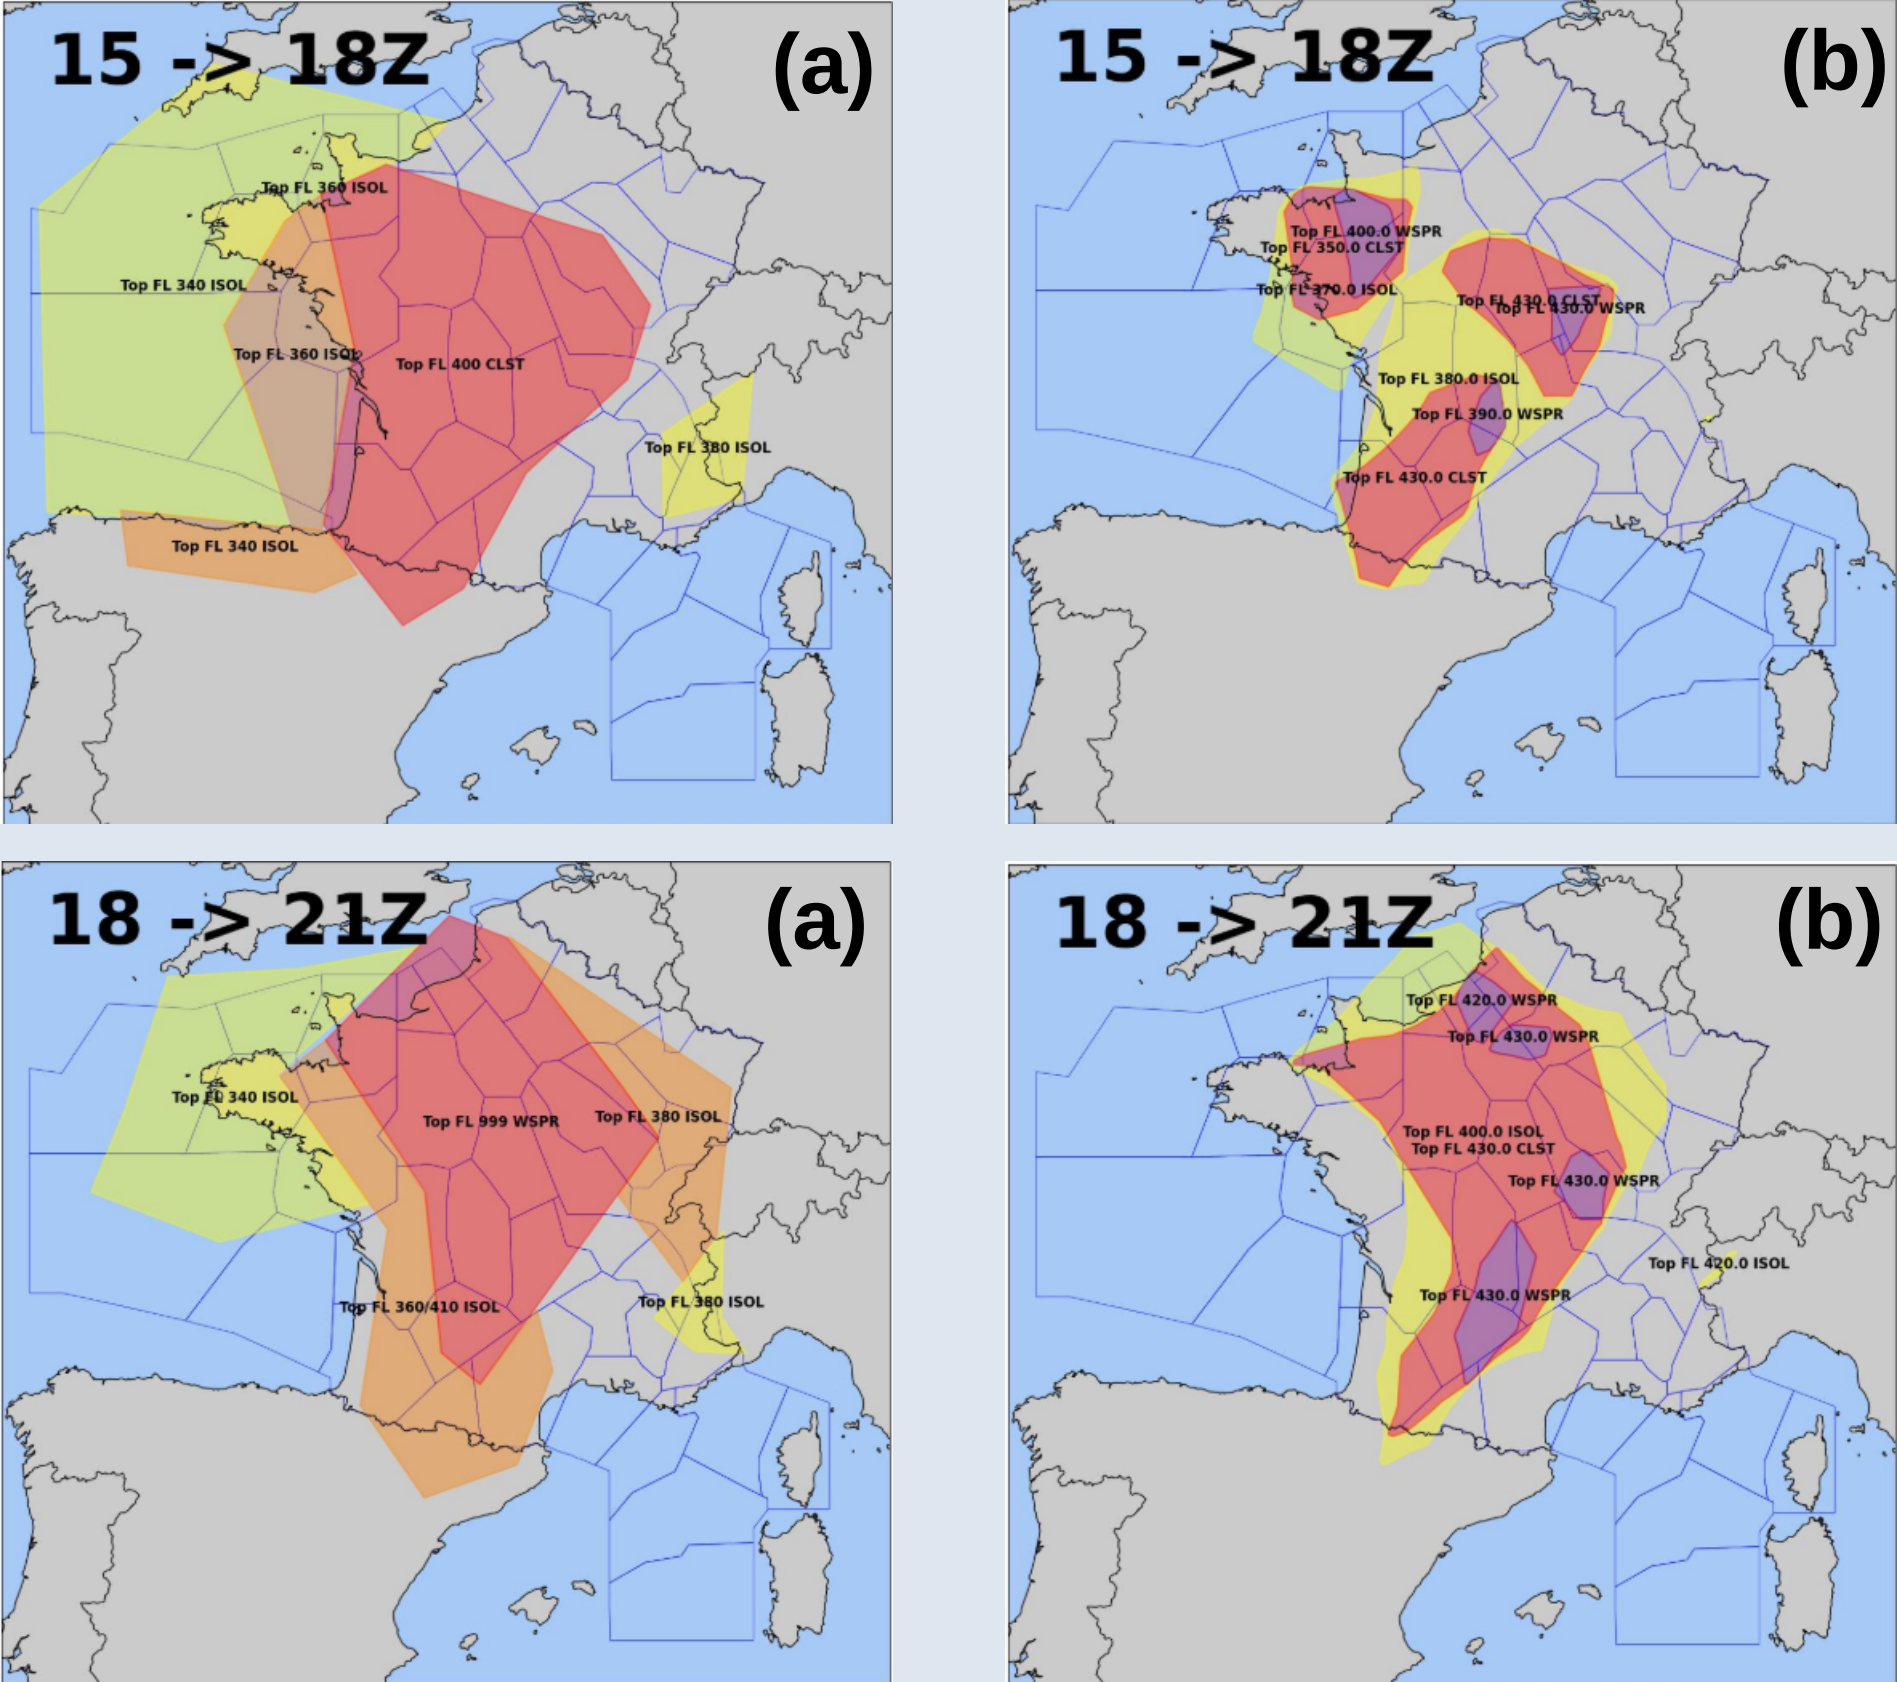 15 -> 18Z
(a)
Top FL 360 ISOL
Top FL 340 ISOL
Top FL 360 ISOL
Top FL 400 CLST
Top FL 380 ISOL
Top FL 340 ISOL
15 -> 18Z
(b)
Top FL 400.0 WSPR
Top FL 350.0 CLST
Top FL 370.0 ISOL
Top FL 430.0 CLST
Top FL 430.0 WSPR
Top FL 380.0 ISOL
Top FL 390.0 WSPR
Top FL 430.0 CLST
18 -> 21Z
(a)
Top FL 340 ISOL
Top FL 999 WSPR
Top FL 380 ISOL
Top FL 360/410 ISOL
Top FL 380 ISOL
18 -> 21Z
(b)
Top FL 420.0 WSPR
Top FL 430.0 WSPR
Top FL 400.0 ISOL
Top FL 430.0 CLST
Top FL 430.0 WSPR
Top FL 420.0 ISOL
Top FL 430.0 WSPR